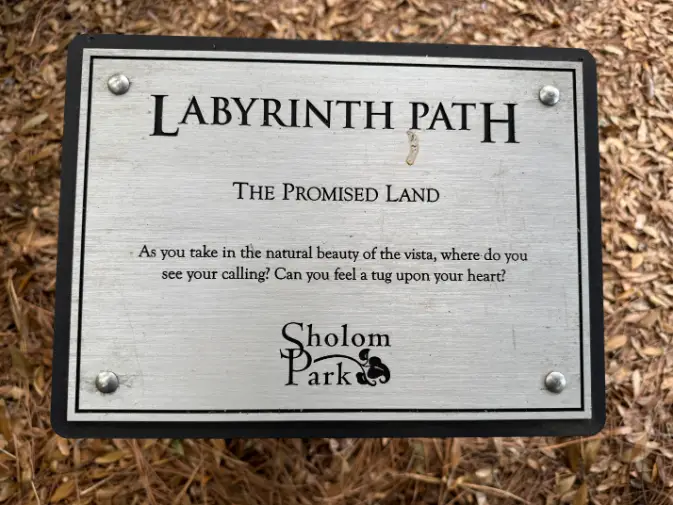 LABYRINTH PATH
THE PROMISED LAND
As you take in the natural beauty of the vista, where do you
see your calling? Can you feel a tug upon your heart?
Sholom
Park